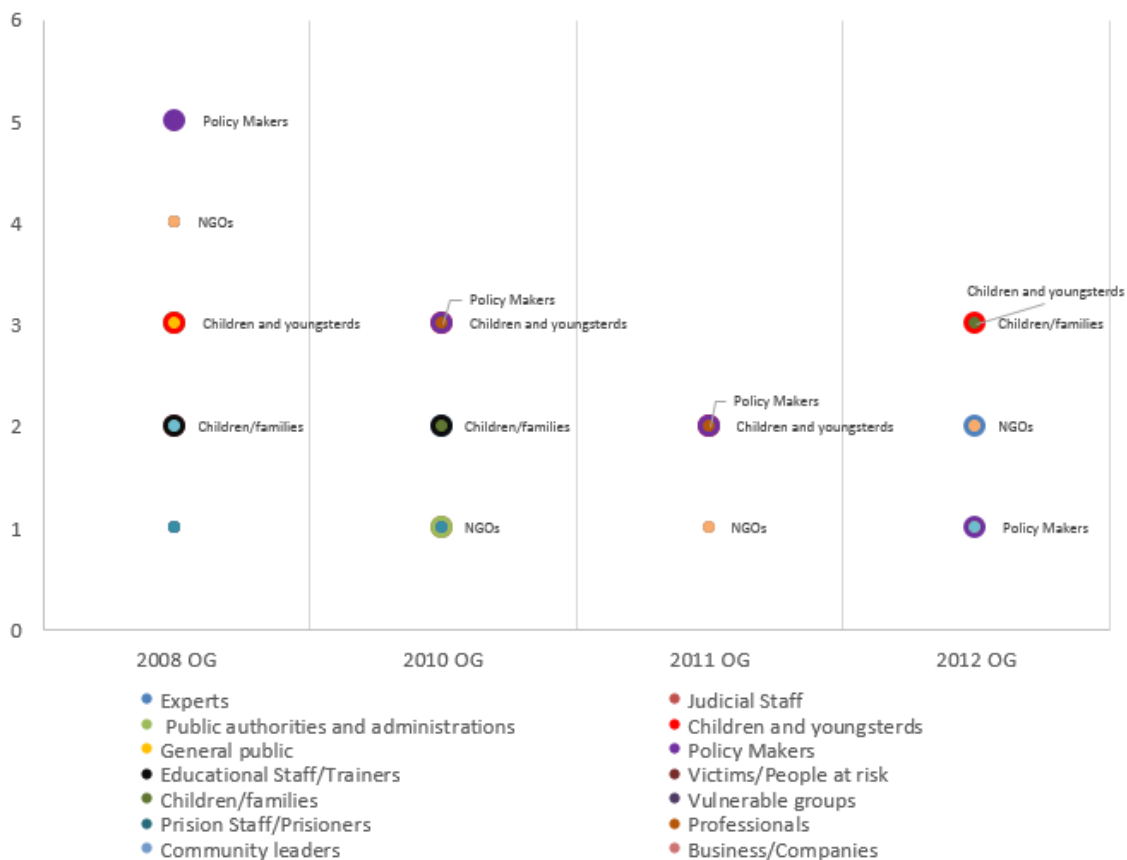 6
5
4
3
2
1
0
Policy Makers
NGOs
Children and youngsterds
Children/families
Policy Makers
Children and youngsterds
Children/families
NGOs
Policy Makers
Children and youngsterds
NGOs
Children and youngsterds
Children/families
NGOs
Policy Makers
2008 OG
2010 OG
2011 OG
2012 OG
Experts
Public authorities and administrations
General public
Educational Staff/Trainers
Children/families
Prision Staff/Prisioners
Community leaders
Judicial Staff
Children and youngsterds
Policy Makers
Victims/People at risk
Vulnerable groups
Professionals
Business/Companies